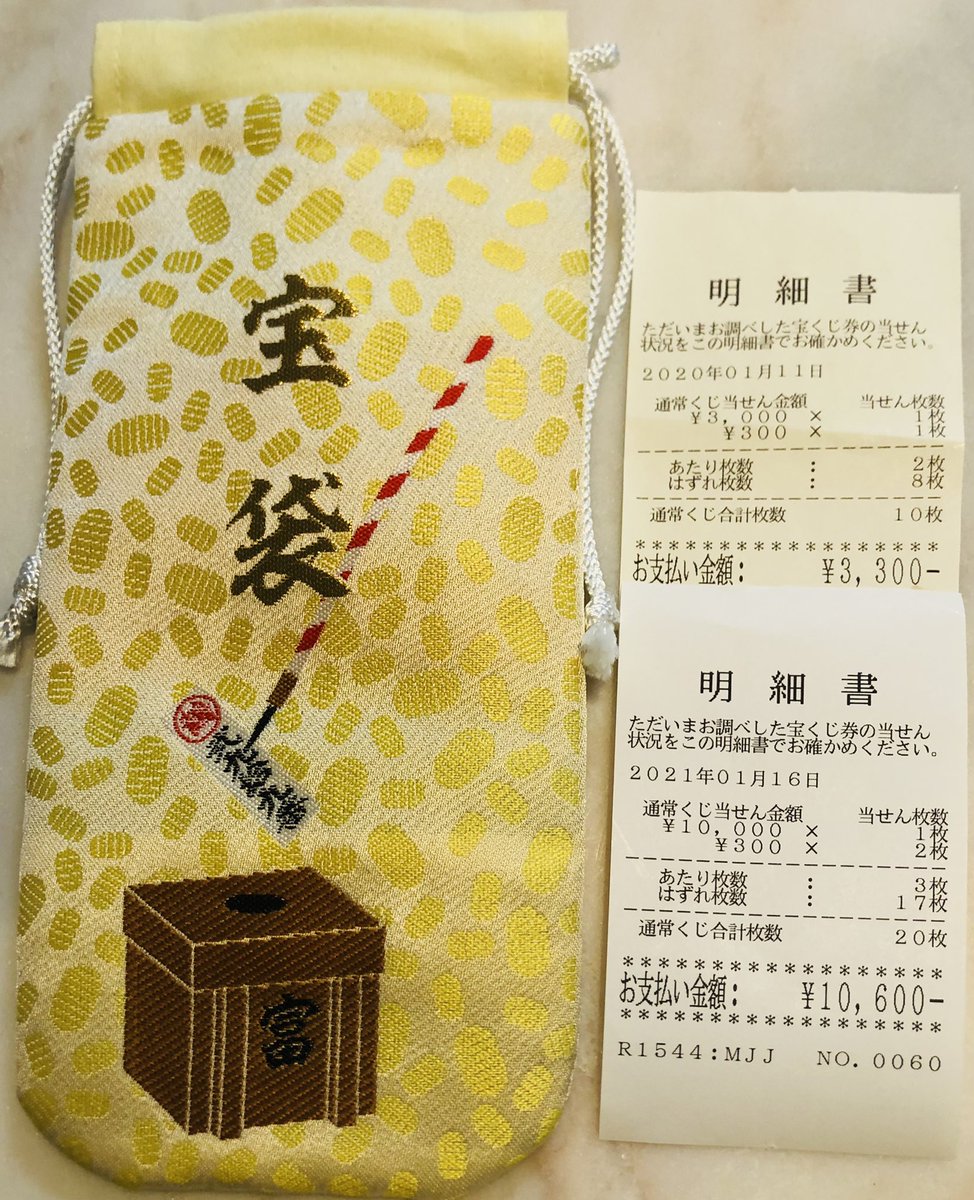 宝
袋
富
明細書
ただいまお調べした宝くじ券の当せん
状況をこの明細書でお確かめください。
2020年01月11日
通常くじ当せん金額 当せん枚数
¥3,000 × 1枚
¥300 × 1枚
あたり枚数 : 2枚
はずれ枚数 : 8枚
通常くじ合計枚数 10枚
*****************
お支払い金額: ¥3,300-
明細書
ただいまお調べした宝くじ券の当せん
状況をこの明細書でお確かめください。
2021年01月16日
通常くじ当せん金額 当せん枚数
¥10,000 × 1枚
¥300 × 2枚
あたり枚数 : 3枚
はずれ枚数 : 17枚
通常くじ合計枚数 20枚
*****************
お支払い金額: ¥10,600-
*****************
R1544:MJJ NO.0060